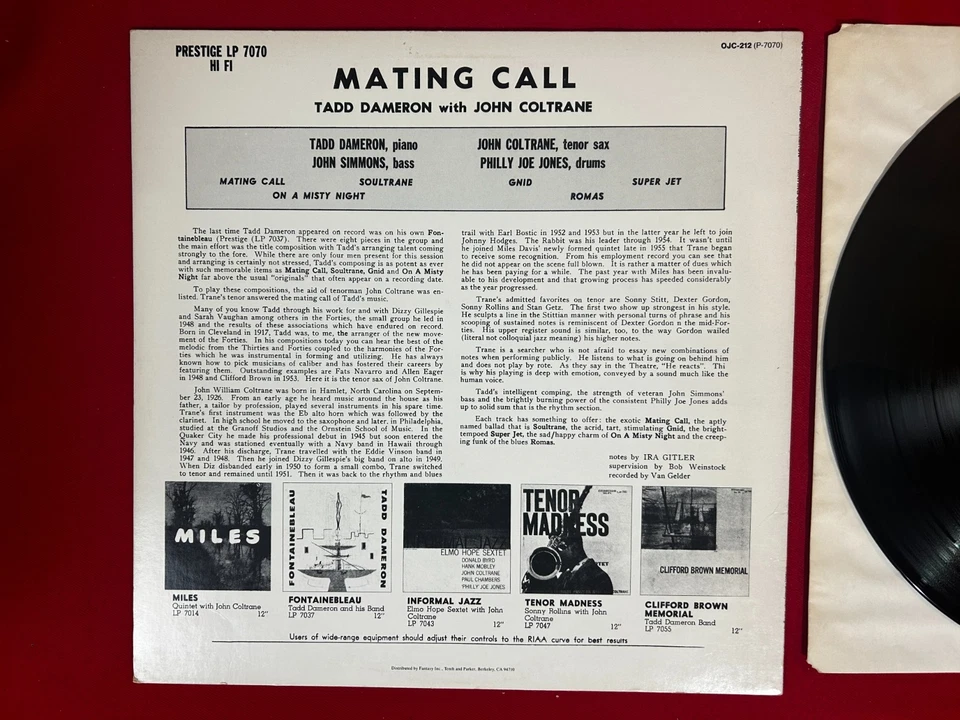 PRESTIGE LP 7070
HI FI
OJC-212 (P-7070)
MATING CALL
TADD DAMERON with JOHN COLTRANE
TADD DAMERON, piano
JOHN COLTRANE, tenor sax
JOHN SIMMONS, bass
PHILLY JOE JONES, drums
MATING CALL
SOULTRANE
GNID
SUPER JET
ON A MISTY NIGHT
ROMAS
The last time Tadd Dameron appeared on record was on his own Fon-
tainebleau (Prestige (LP 7037). There were eight pieces in the group and
the main effort was the title composition with Tadd's arranging talent coming
strongly to the fore. While there are only four men present for this session
and arranging is certainly not stressed, Tadd's composing is as potent as ever
with such memorable items as Mating Call, Soultrane, Gnid and On A Misty
Night far above the usual "originals" that often appear on a recording date.
To play these compositions, the aid of tenorman John Coltrane was en-
listed. Trane's tenor answered the mating call of Tadd's music.
Many of you know Tadd through his work for and with Dizzy Gillespie
and Sarah Vaughan among others in the Forties, the small group he led in
1948 and the results of these associations which have endured on record.
Born in Cleveland in 1917, Tadd was, to me, the arranger of the new move-
ment of the Forties. In his compositions today you can hear the best of the
melody from the Thirties and Forties coupled to the harmonies of the For-
ties which he was instrumental in forming and utilizing. He has always
known how to pick musicians of caliber and has fostered their careers by
featuring them. Outstanding examples are Fats Navarro and Allen Eager
in 1948 and Clifford Brown in 1953. Here it is the tenor sax of John Coltrane.
John William Coltrane was born in Hamlet, North Carolina on Septem-
ber 23, 1926. From an early age he heard music around the house as his
father, a tailor by profession, played several instruments in his spare time.
Trane's first instrument was the Eb alto horn which was followed by the
clarinet. In high school he moved to the saxophone and later, in Philadelphia,
studied at the Granoff Studios and the Ornstein School of Music. In the
Quaker City he made his professional debut in 1945 but soon entered the
Navy and was stationed eventually with a Navy band in Hawaii through
1946. After his discharge, Trane travelled with the Eddie Vinson band in
1947 and 1948. Then he joined Dizzy Gillespie's big band on alto in 1949.
When Diz disbanded early in 1950 to form a small combo, Trane switched
to tenor and remained until 1951. Then it was back to the rhythm and blues
trail with Earl Bostic in 1952 and 1953 but in the latter year he left to join
Johnny Hodges. The Rabbit was his leader through 1954. It wasn't until
he joined Miles Davis' newly formed quintet late in 1955 that Trane began
to receive some recognition. From his employment record you can see that
he did not appear on the scene full blown. It is rather a matter of dues which
he has been paying for a while. The past year with Miles has been invalu-
able to his development and that growing process has speeded considerably
as the year progressed.
Trane's admitted favorites on tenor are Sonny Stitt, Dexter Gordon,
Sonny Rollins and Stan Getz. The first two show up strongest in his style.
He sculpts a line in the Stittian manner with personal turns of phrase and his
scooping of sustained notes is reminiscent of Dexter Gordon in the mid-For-
ties. His upper register sound is similar, too, to the way Gordon wailed
(literal not colloquial jazz meaning) his higher notes.
Trane is a searcher who is not afraid to essay new combinations of
notes when performing publicly. He listens to what is going on behind him
and does not play by rote. As they say in the Theatre, "He reacts". Thi
is why his playing is deep with emotion, conveyed by a sound much like the
human voice.
Tadd's intelligent comping, the strength of veteran John Simmons'
bass and the brightly burning power of the consistent Philly Joe Jones adds
up to solid sum that is the rhythm section.
Each track has something to offer: the exotic Mating Call, the aptly
named ballad that is Soultrane, the acrid, tart, stimulating Gnid, the bright-
tempoed Super Jet, the sad/happy charm of On A Misty Night and the creep-
ing funk of the blues Romas.
notes by IRA GITLER
supervision by Bob Weinstock
recorded by Van Gelder
MILES
FONTAINEBLEAU
TADD DAMERON
INFORMAL JAZZ
ELMO HOPE SEXTET
DONALD BYRD
HANK MOBLEY
JOHN COLTRANE
PAUL CHAMBERS
PHILLY JOE JONES
TENOR
MADNESS
CLIFFORD BROWN MEMORIAL
MILES
Quintet with John Coltrane
LP 7014 12"
FONTAINEBLEAU
Tadd Dameron and his Band
LP 7037 12"
INFORMAL JAZZ
Elmo Hope Sextet with John
Coltrane
LP 7043 12"
TENOR MADNESS
Sonny Rollins with John
Coltrane
LP 7047 12"
CLIFFORD BROWN
MEMORIAL
Tadd Dameron Band
LP 7055 12"
Users of wide-range equipment should adjust their controls to the RIAA curve for best results
Distributed by Fantasy Inc., Tenth and Parker, Berkeley, CA 94710